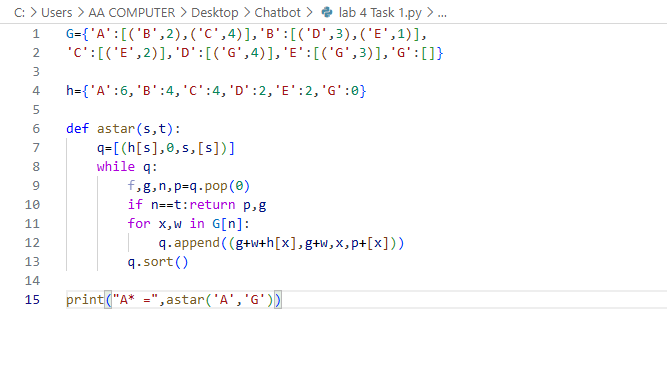 C: > Users > AA COMPUTER > Desktop > Chatbot > lab 4 Task 1.py > ...
1 G={'A':[('B',2),('C',4)],'B':[('D',3),('E',1)],
2 'C':[('E',2)],'D':[('G',4)],'E':[('G',3)],'G':[]}
3
4 h={'A':6,'B':4,'C':4,'D':2,'E':2,'G':0}
5
6 def astar(s,t):
7     q=[(h[s],0,s,[s])]
8     while q:
9         f,g,n,p=q.pop(0)
10         if n==t:return p,g
11         for x,w in G[n]:
12             q.append((g+w+h[x],g+w,x,p+[x]))
13         q.sort()
14
15 print("A* =",astar('A','G'))